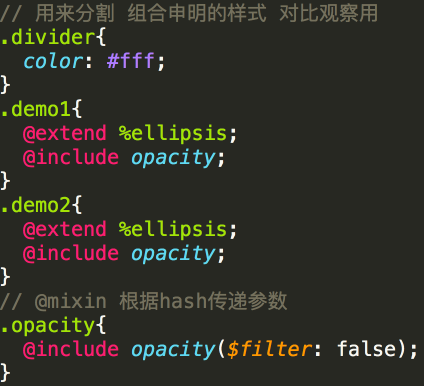 // 用来分割 组合申明的样式 对比观察用
.divider{
  color: #fff;
}
.demo1{
  @extend %ellipsis;
  @include opacity;
}
.demo2{
  @extend %ellipsis;
  @include opacity;
}
// @mixin 根据hash传递参数
.opacity{
  @include opacity($filter: false);
}